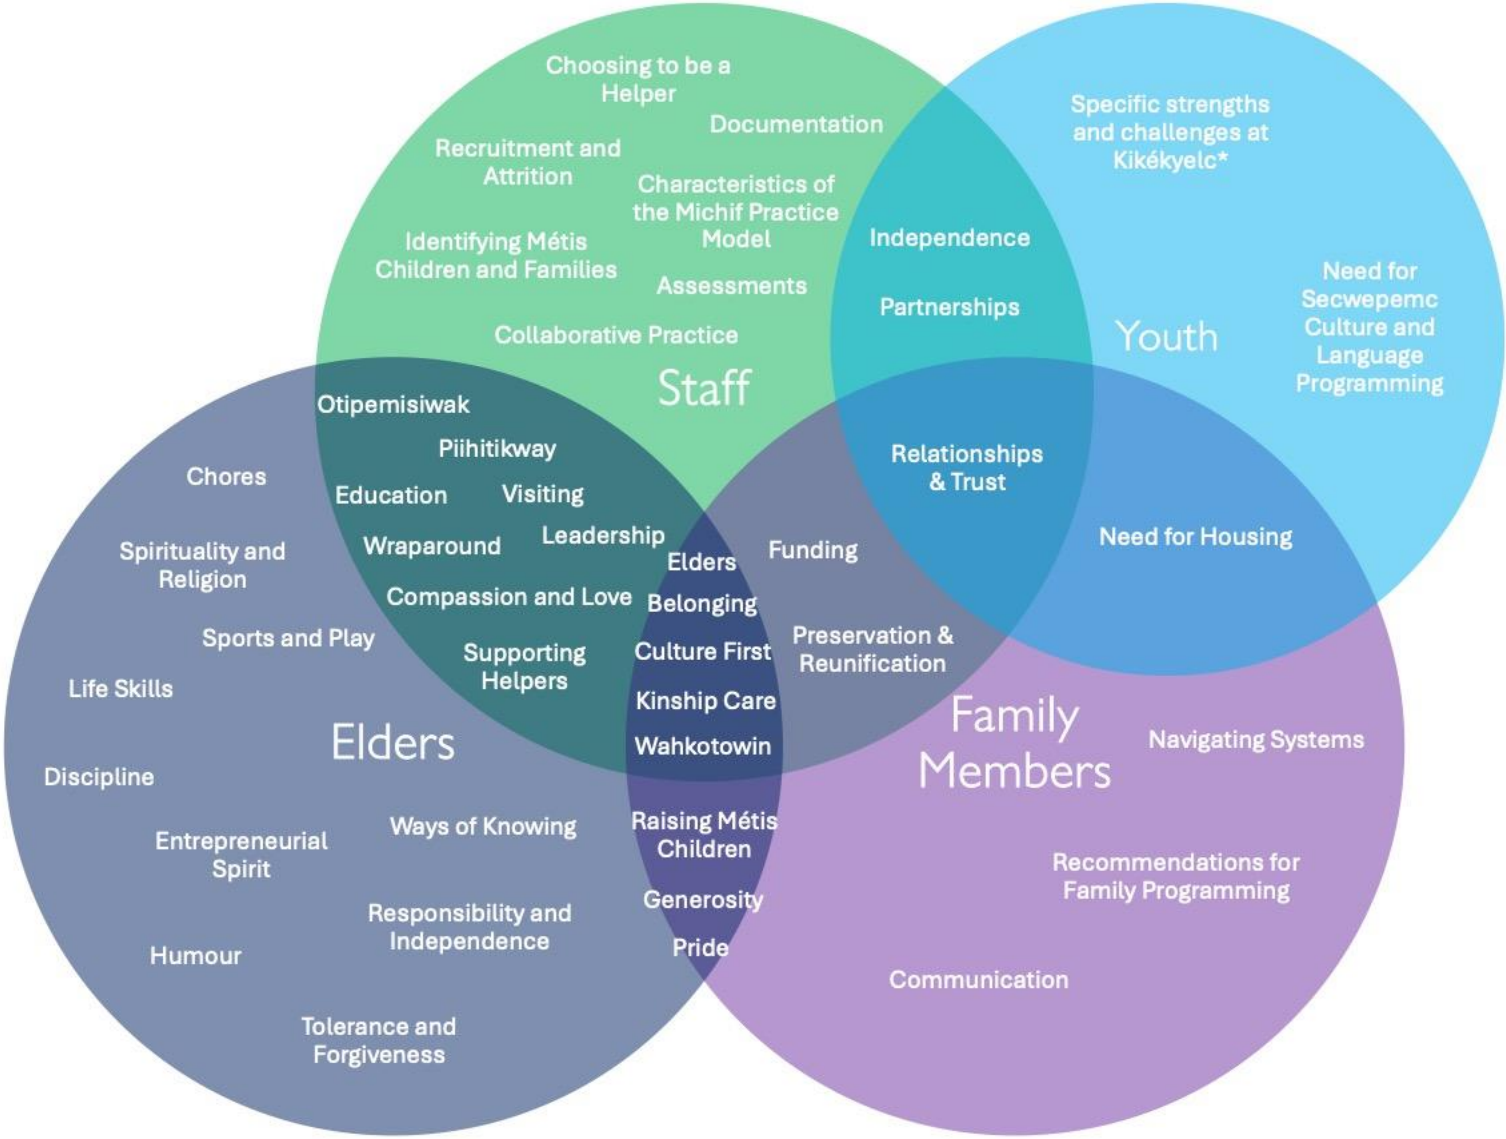 Choosing to be a
Helper
Documentation
Recruitment and
Attrition
Characteristics of
the Michif Practice
Model
Identifying Métis
Children and Families
Assessments
Collaborative Practice
Staff
Independence
Partnerships
Specific strengths
and challenges at
Kikékyelc*
Youth
Need for
Secwepemc
Culture and
Language
Programming
Otipemisiwak
Piihitikway
Education
Visiting
Wraparound
Leadership
Compassion and Love
Supporting
Helpers
Elders
Belonging
Culture First
Kinship Care
Wahkotowin
Funding
Preservation &
Reunification
Relationships
& Trust
Need for Housing
Chores
Spirituality and
Religion
Sports and Play
Life Skills
Elders
Discipline
Entrepreneurial
Spirit
Ways of Knowing
Responsibility and
Independence
Humour
Tolerance and
Forgiveness
Raising Métis
Children
Generosity
Pride
Family
Members
Navigating Systems
Recommendations for
Family Programming
Communication